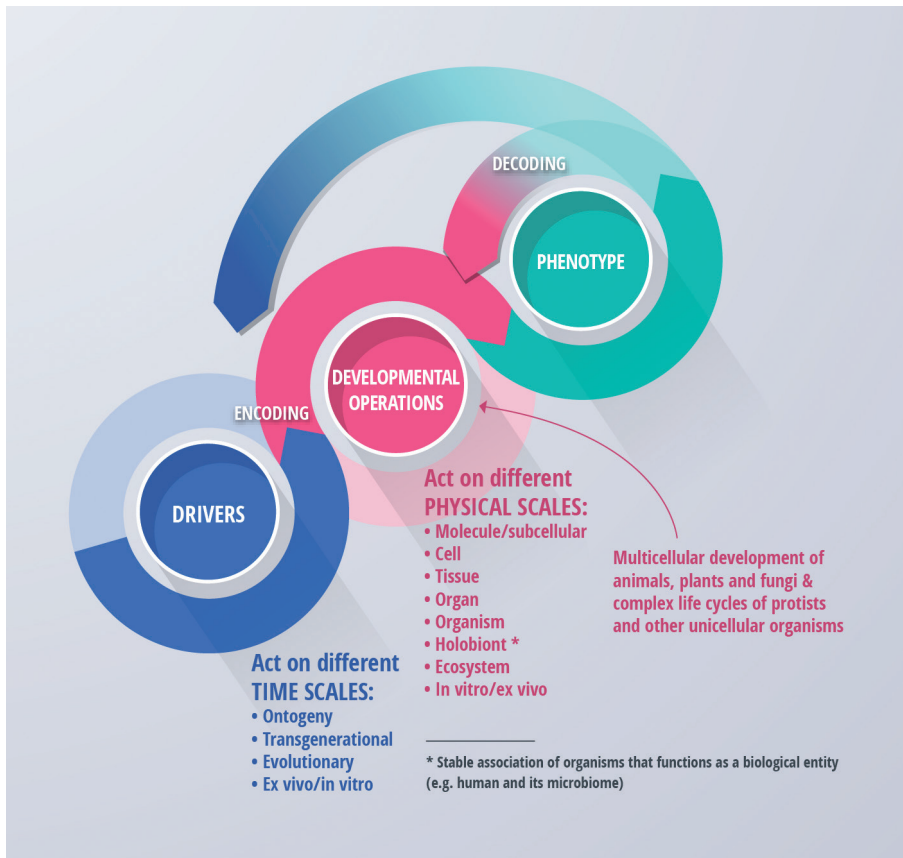 DECODING
PHENOTYPE
DEVELOPMENTAL
OPERATIONS
ENCODING
DRIVERS
Act on different
PHYSICAL SCALES:
• Molecule/subcellular
• Cell
• Tissue
• Organ
• Organism
• Holobiont *
• Ecosystem
• In vitro/ex vivo
Multicellular development of
animals, plants and fungi &
complex life cycles of protists
and other unicellular organisms
Act on different
TIME SCALES:
• Ontogeny
• Transgenerational
• Evolutionary
• Ex vivo/in vitro
* Stable association of organisms that functions as a biological entity
(e.g. human and its microbiome)